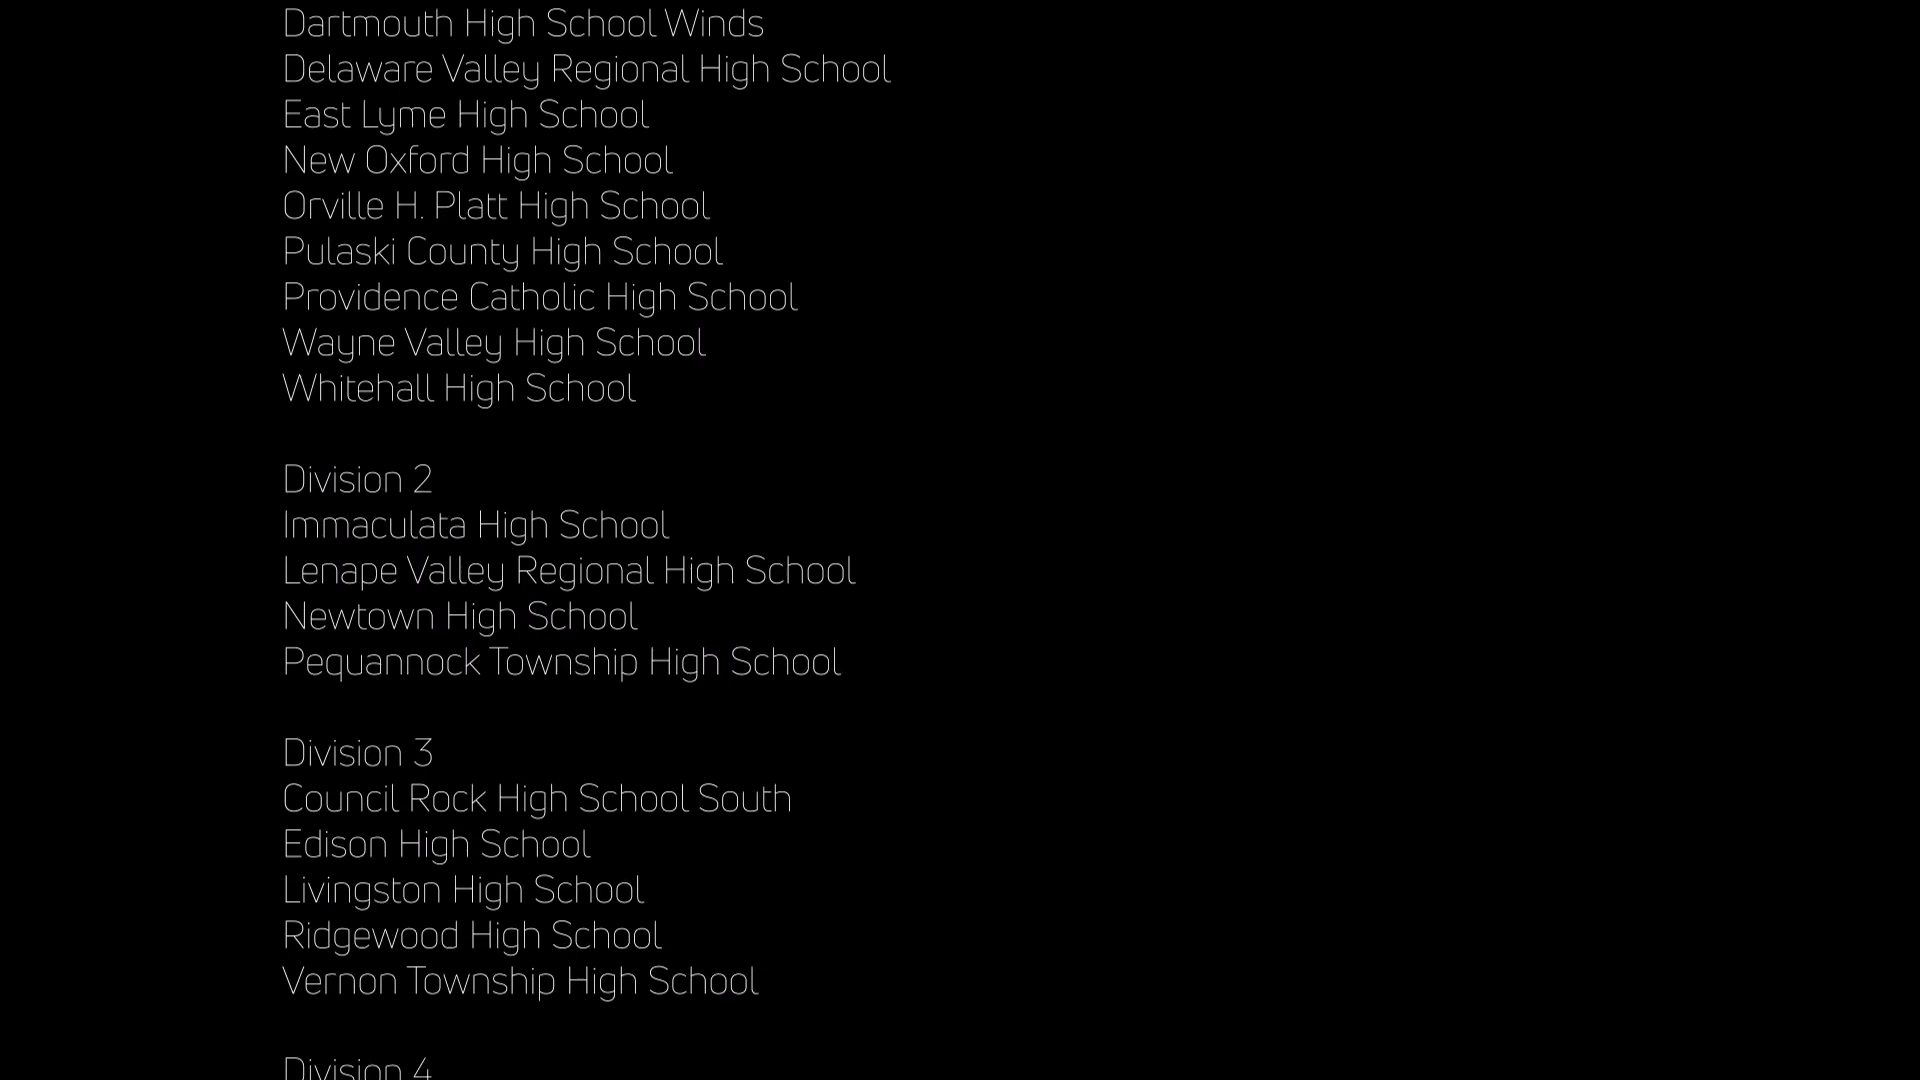 Dartmouth High School Winds
Delaware Valley Regional High School
East Lyme High School
New Oxford High School
Orville H. Platt High School
Pulaski County High School
Providence Catholic High School
Wayne Valley High School
Whitehall High School
Division 2
Immaculata High School
Lenape Valley Regional High School
Newtown High School
Pequannock Township High School
Division 3
Council Rock High School South
Edison High School
Livingston High School
Ridgewood High School
Vernon Township High School
Division 4